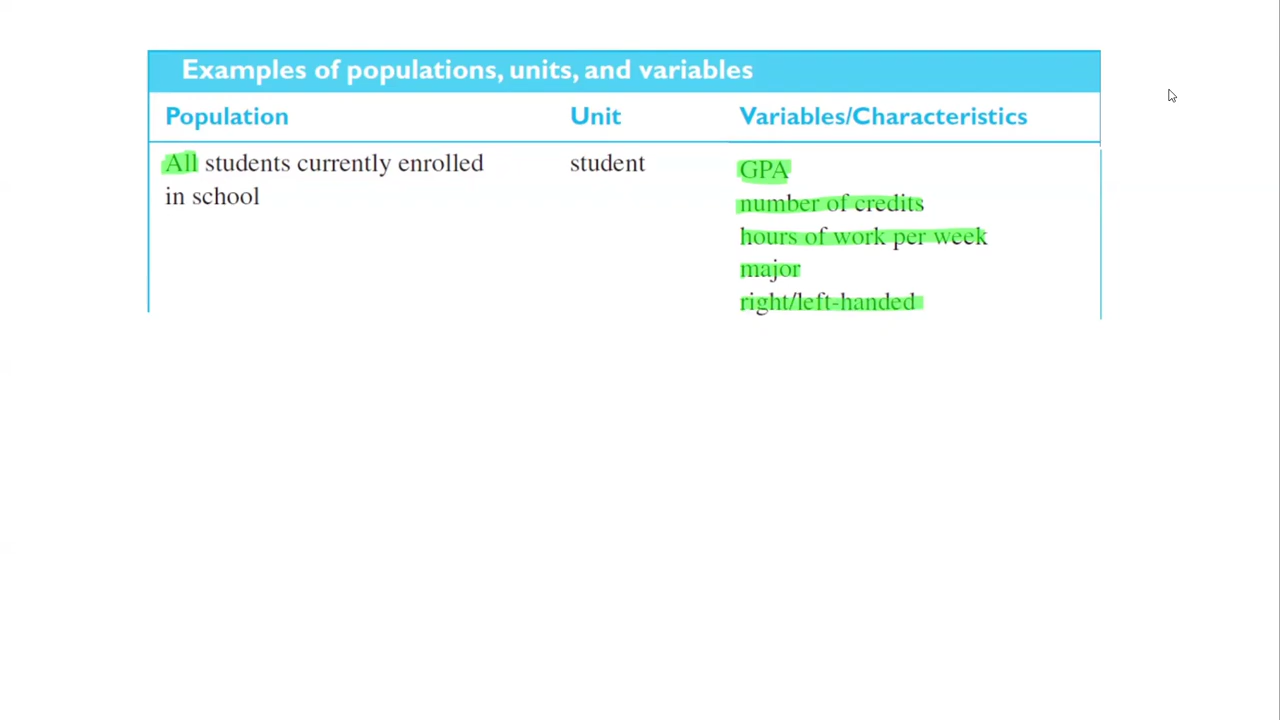 Examples of populations, units, and variables
Population Unit Variables/Characteristics
All students currently enrolled student GPA
in school number of credits
hours of work per week
major
right/left-handed